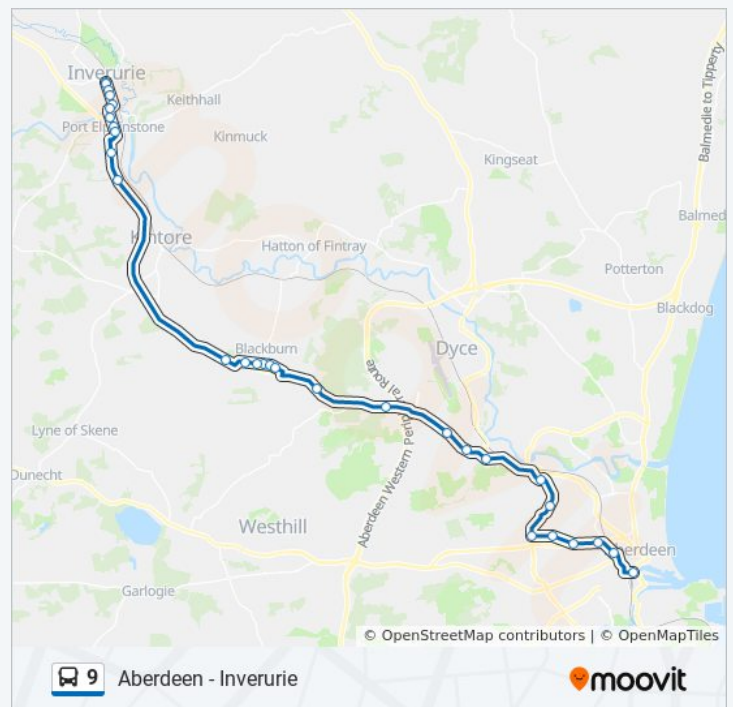 Inverurie
Keithhall
Port Elphinstone
Kinmuck
Kingseat
Balmedie to Tipperty
Balmed
Kintore
Hatton of Fintray
Potterton
Blackdog
Blackburn
Dyce
Aberdeen Western Peripheral Route
Lyne of Skene
Dunecht
Westhill
Aberdeen
Garlogie
© OpenStreetMap contributors | © OpenMapTiles
9 Aberdeen - Inverurie
moovit